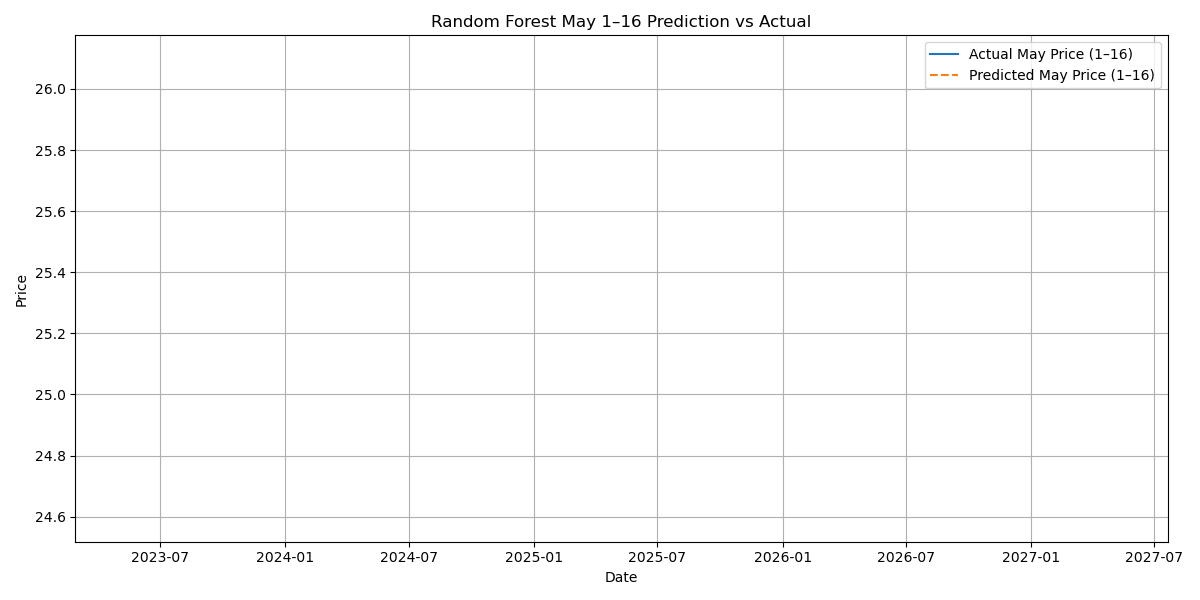 Random Forest May 1–16 Prediction vs Actual
Actual May Price (1–16)
Predicted May Price (1–16)
Price
26.0
25.8
25.6
25.4
25.2
25.0
24.8
24.6
2023-07 2024-01 2024-07 2025-01 2025-07 2026-01 2026-07 2027-01 2027-07
Date